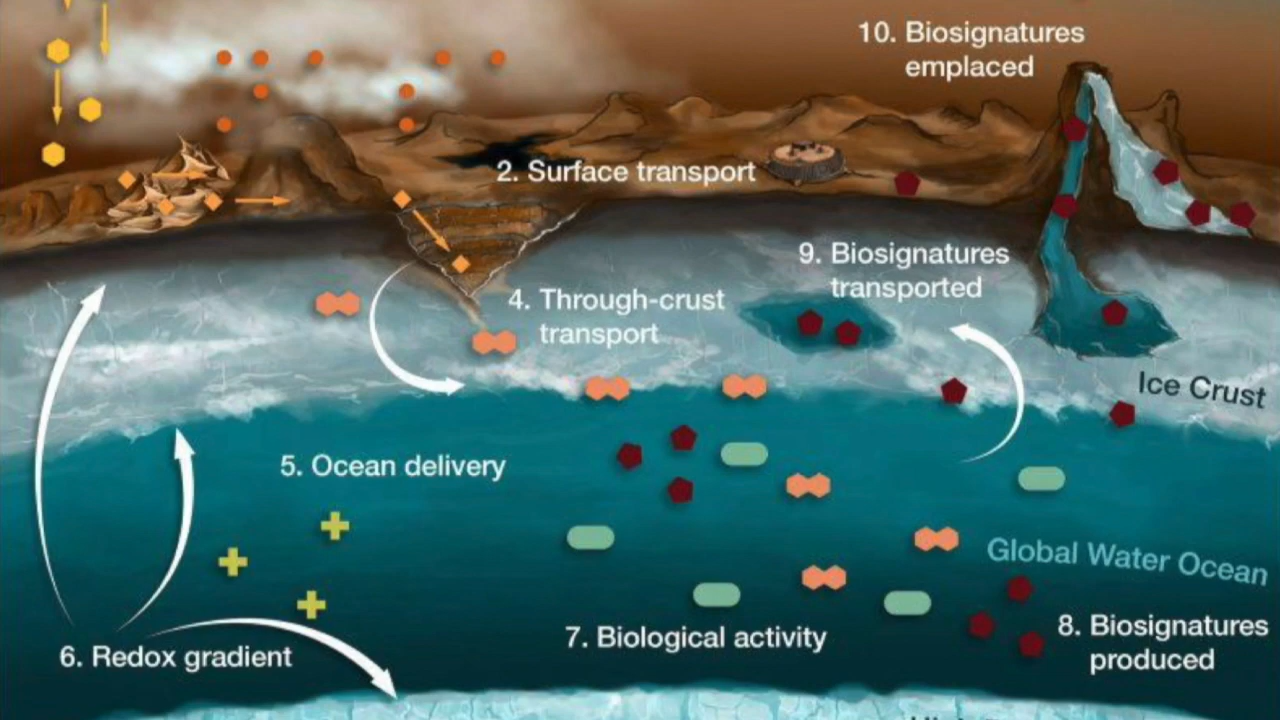 10. Biosignatures
emplaced
2. Surface transport
9. Biosignatures
transported
4. Through-crust
transport
Ice Crust
5. Ocean delivery
Global Water Ocean
7. Biological activity
8. Biosignatures
produced
6. Redox gradient